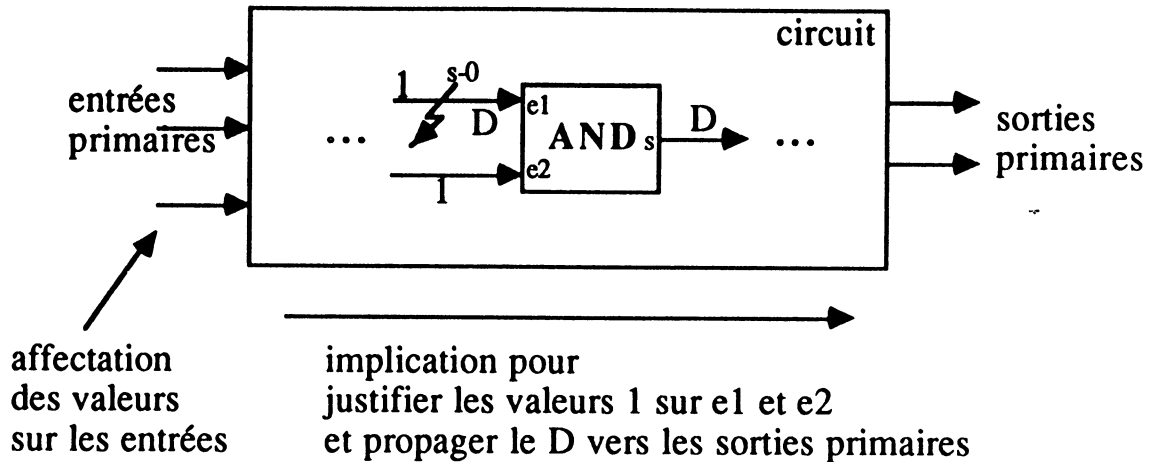 circuit
entrées
primaires
1
s-0
D
e1
e2
AND
s
1
D
...
...
sorties
primaires
affectation
des valeurs
sur les entrées
implication pour
justifier les valeurs 1 sur e1 et e2
et propager le D vers les sorties primaires